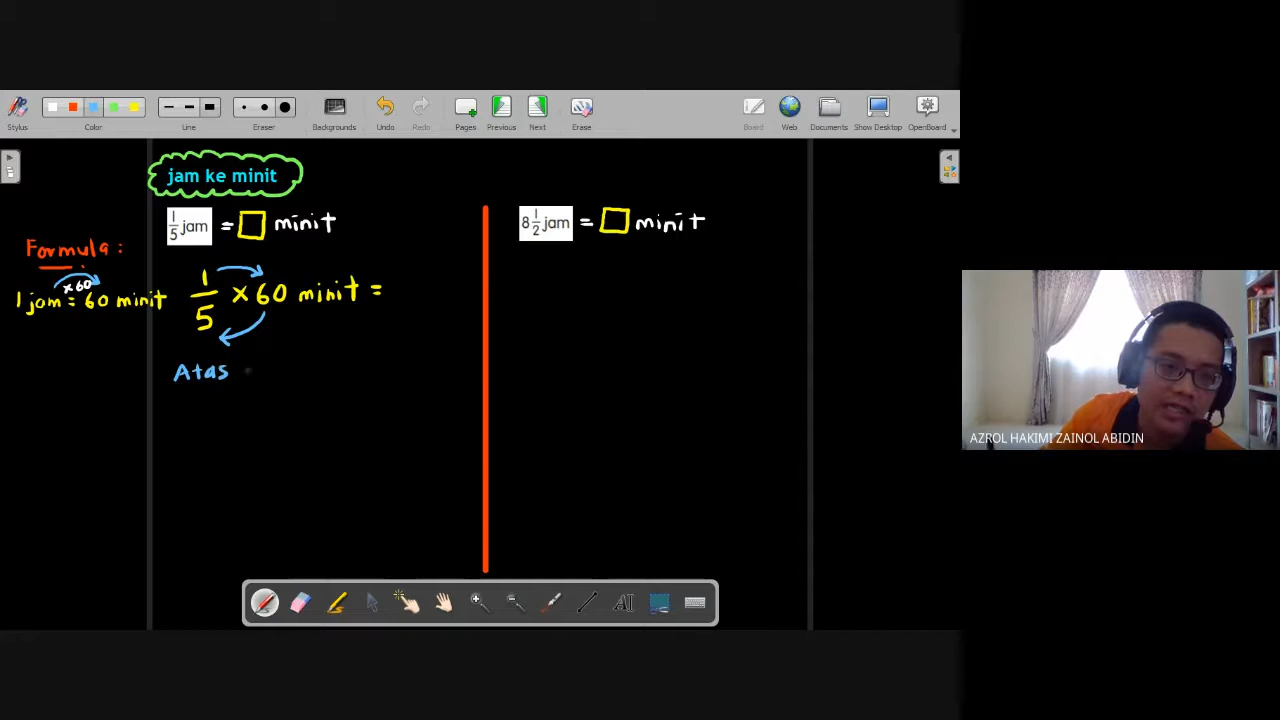 Stylus
Color
Line
Eraser
Backgrounds
Undo
Redo
Pages
Previous
Next
Erase
Board
Web
Documents
Show Desktop
OpenBoard
jam ke minit
1/5 jam = □ minit
8 1/2 jam = □ minit
Formula :
x60
1 jam = 60 minit
1/5 x 60 minit =
Atas
AZROL HAKIMI ZAINOL ABIDIN
AI